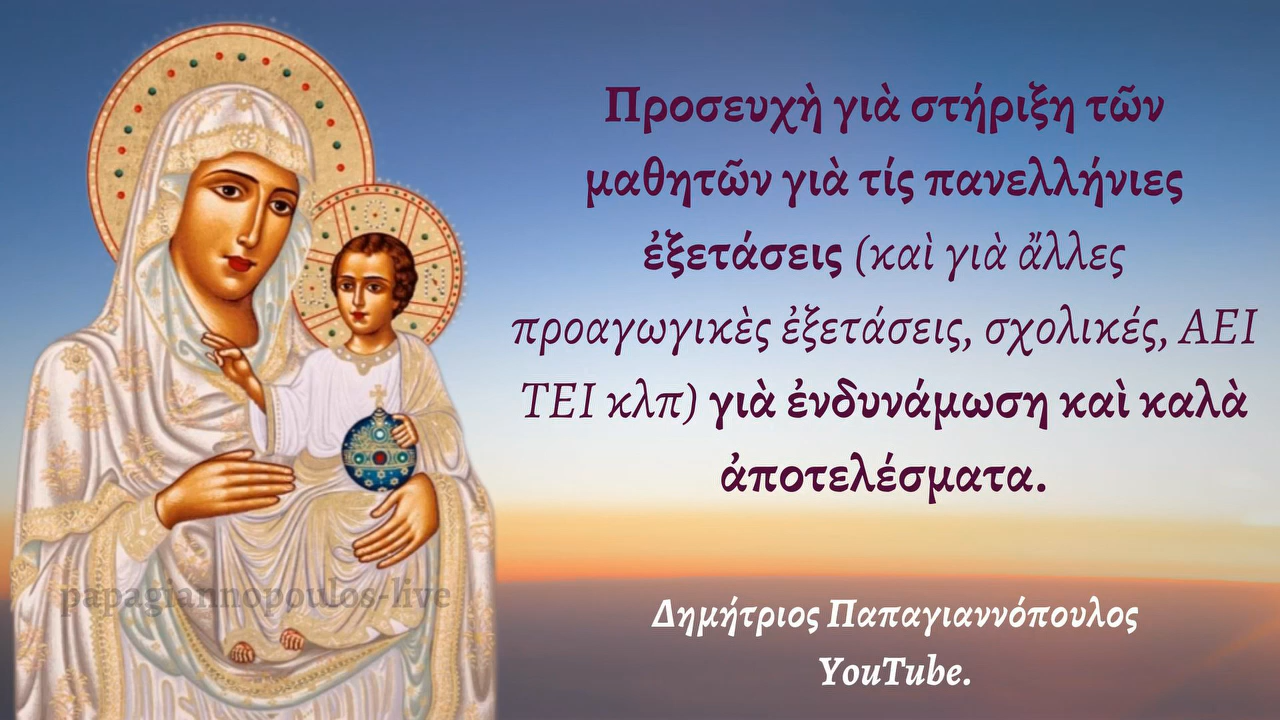 Προσευχὴ γιὰ στήριξη τῶν
μαθητῶν γιὰ τίς πανελλήνιες
ἐξετάσεις (καὶ γιὰ ἄλλες
προαγωγικὲς ἐξετάσεις, σχολικές, ΑΕΙ
ΤΕΙ κλπ) γιὰ ἐνδυνάμωση καὶ καλὰ
ἀποτελέσματα.
papagiannopoulos-live
Δημήτριος Παπαγιαννόπουλος
YouTube.